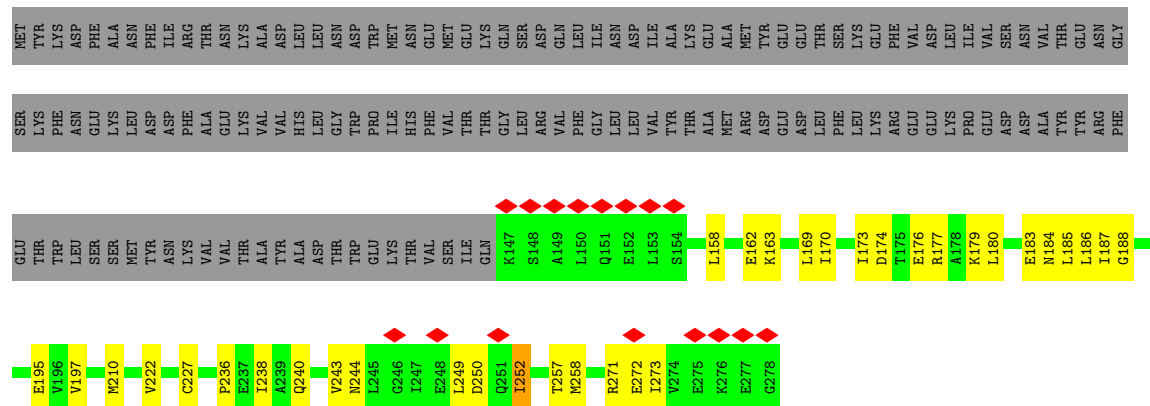 MET TYR LYS ASP PHE ALA ASN PHE ILE ARG THR ASN LYS ALA ASP LEU LEU ASN ASP TRP MET ASN GLU MET GLU LYS GLN SER ASP GLN LEU ILE ASN ASP ILE ALA LYS GLU ALA MET TYR GLU GLU THR SER LYS GLU PHE VAL ASP LEU ILE VAL SER ASN VAL THR GLU ASN GLY
SER LYS PHE ASN GLU LYS LEU ASP ASP PHE ALA GLU LYS VAL VAL HIS LEU GLY TRP PRO ILE HIS PHE VAL THR THR GLY LEU ARG VAL PHE GLY LEU LEU VAL TYR THR ALA MET ARG ASP GLU ASP LEU PHE LEU LYS ARG GLU GLU LYS PRO GLU ASP ASP ALA TYR TYR ARG PHE
GLU THR TRP LEU SER SER MET TYR ASN LYS VAL VAL THR ALA TYR ALA ASP THR TRP GLU LYS THR VAL SER ILE GLN K147 S148 A149 L150 Q151 E152 L153 S154 L158 E162 K163 L169 I170 I173 D174 T175 E176 R177 A178 K179 L180 E183 N184 L185 L186 I187 G188
E195 V196 V197 M210 V222 C227 P236 E237 I238 A239 Q240 V243 N244 L245 G246 I247 E248 L249 D250 Q251 I252 T257 M258 R271 E272 I273 V274 E275 K276 E277 G278